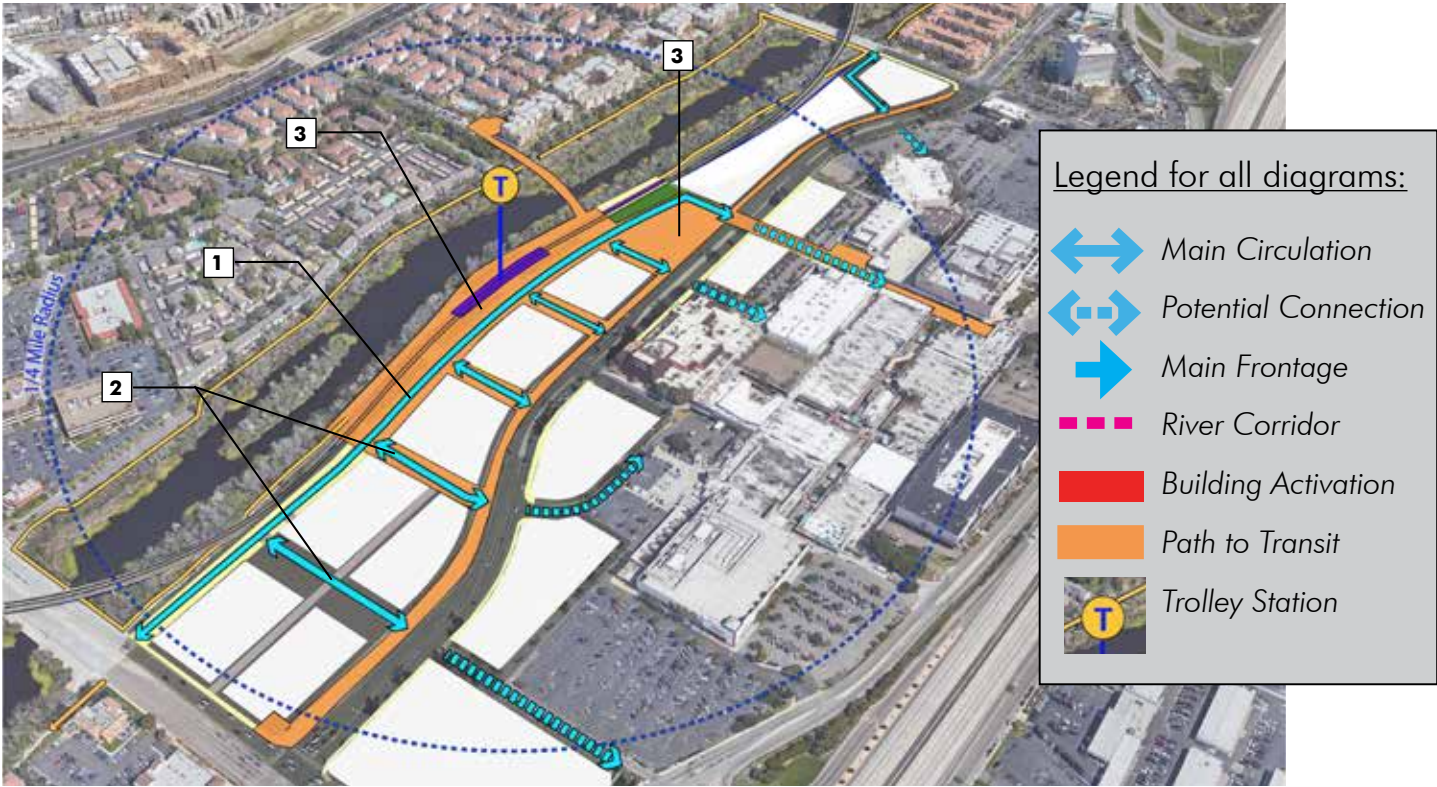 3
3
T
1
1/4 Mile Radius
2
Legend for all diagrams:
Main Circulation
Potential Connection
Main Frontage
River Corridor
Building Activation
Path to Transit
Trolley Station
T